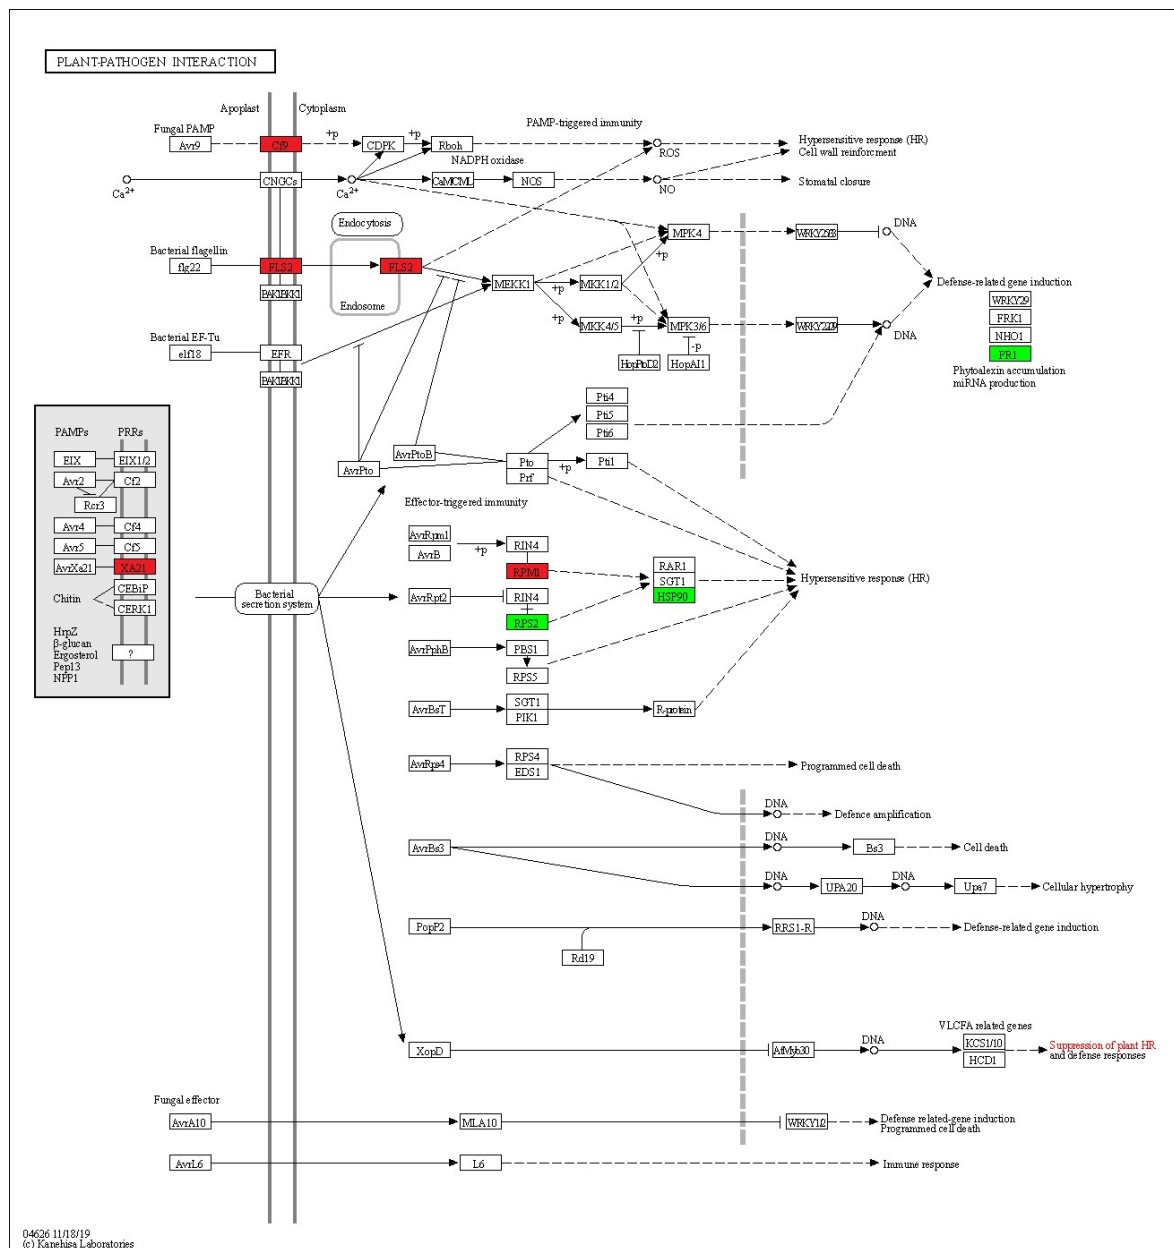 PLANT-PATHOGEN INTERACTION
Apoplast
Cytoplasm
Fungal PAMP
Avr9
Cf9
+p
CDPK
+p
Rboh
PAMP-triggered immunity
ROS
Hypersensitive response (HR)
Cell wall reinforcment
NADPH oxidase
Ca2+
CNGCs
Ca2+
CaM/CML
NOS
NO
Stomatal closure
Endocytosis
MPK4
WRKY25/33
DNA
Bacterial flagellin
flg22
FLS2
FLS2
BAK1/BKK1
Endosome
MEKK1
+p
MKK1/2
+p
Defense-related gene induction
WRKY29
FRK1
NHO1
PR1
Phytoalexin accumulation
miRNA production
+p
MKK4/5
+p
MPK3/6
WRKY22/29
DNA
Bacterial EF-Tu
elf18
EFR
BAK1/BKK1
HopPtoD2
-p
HopAI1
Pti4
Pti5
Pti6
AvrPto
AvrPtoB
Pto
Prf
+p
Pti1
PAMPs
PRRs
EIX
EIX1/2
Avr2
Cf2
Rcr3
Avr4
Cf4
Avr5
Cf5
AvrXa21
XA21
Chitin
CEBiP
CERK1
HrpZ
β-glucan
Ergosterol
Pep13
NPP1
?
Effector-triggered immunity
AvrRpm1
AvrB
+p
RIN4
RPM1
RAR1
SGT1
HSP90
Hypersensitive response (HR)
Bacterial
secretion system
AvrRpt2
RIN4
RPS2
AvrPphB
PBS1
RPS5
AvrBsT
SGT1
PIK1
R-protein
AvrRps4
RPS4
EDS1
Programmed cell death
DNA
Defence amplification
AvrBs3
DNA
Bs3
Cell death
DNA
UPA20
DNA
Upa7
Cellular hypertrophy
PopP2
Rd19
RRS1-R
DNA
Defense-related gene induction
XopD
AtMyb30
DNA
VLCFA related genes
KCS1/10
HCD1
Suppression of plant HR
and defense responses
Fungal effector
AvrA10
MLA10
WRKY1/2
Defense related-gene induction
Programmed cell death
AvrL6
L6
Immune response
04626 11/18/19
(c) Kanehisa Laboratories